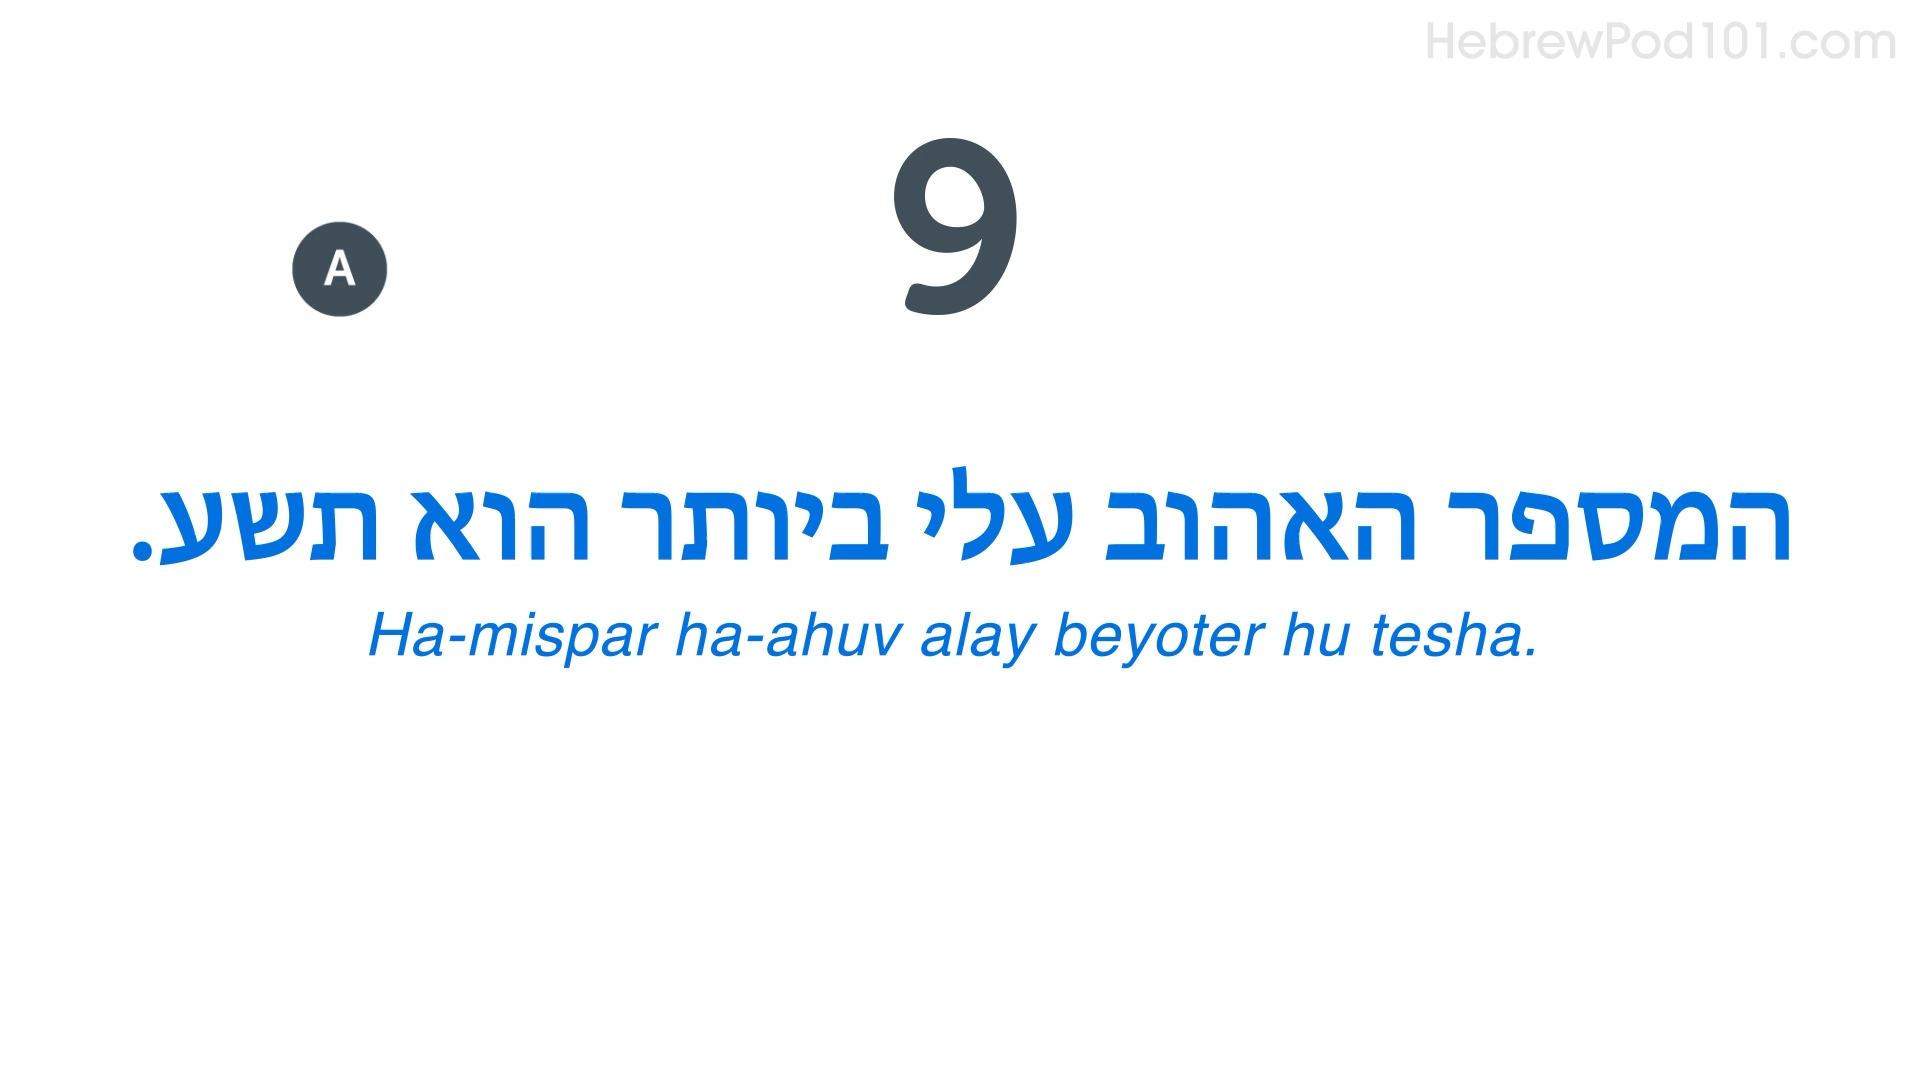 HebrewPod101.com
9
A
המספר האהוב עלי ביותר הוא תשע.
Ha-mispar ha-ahuv alay beyoter hu tesha.